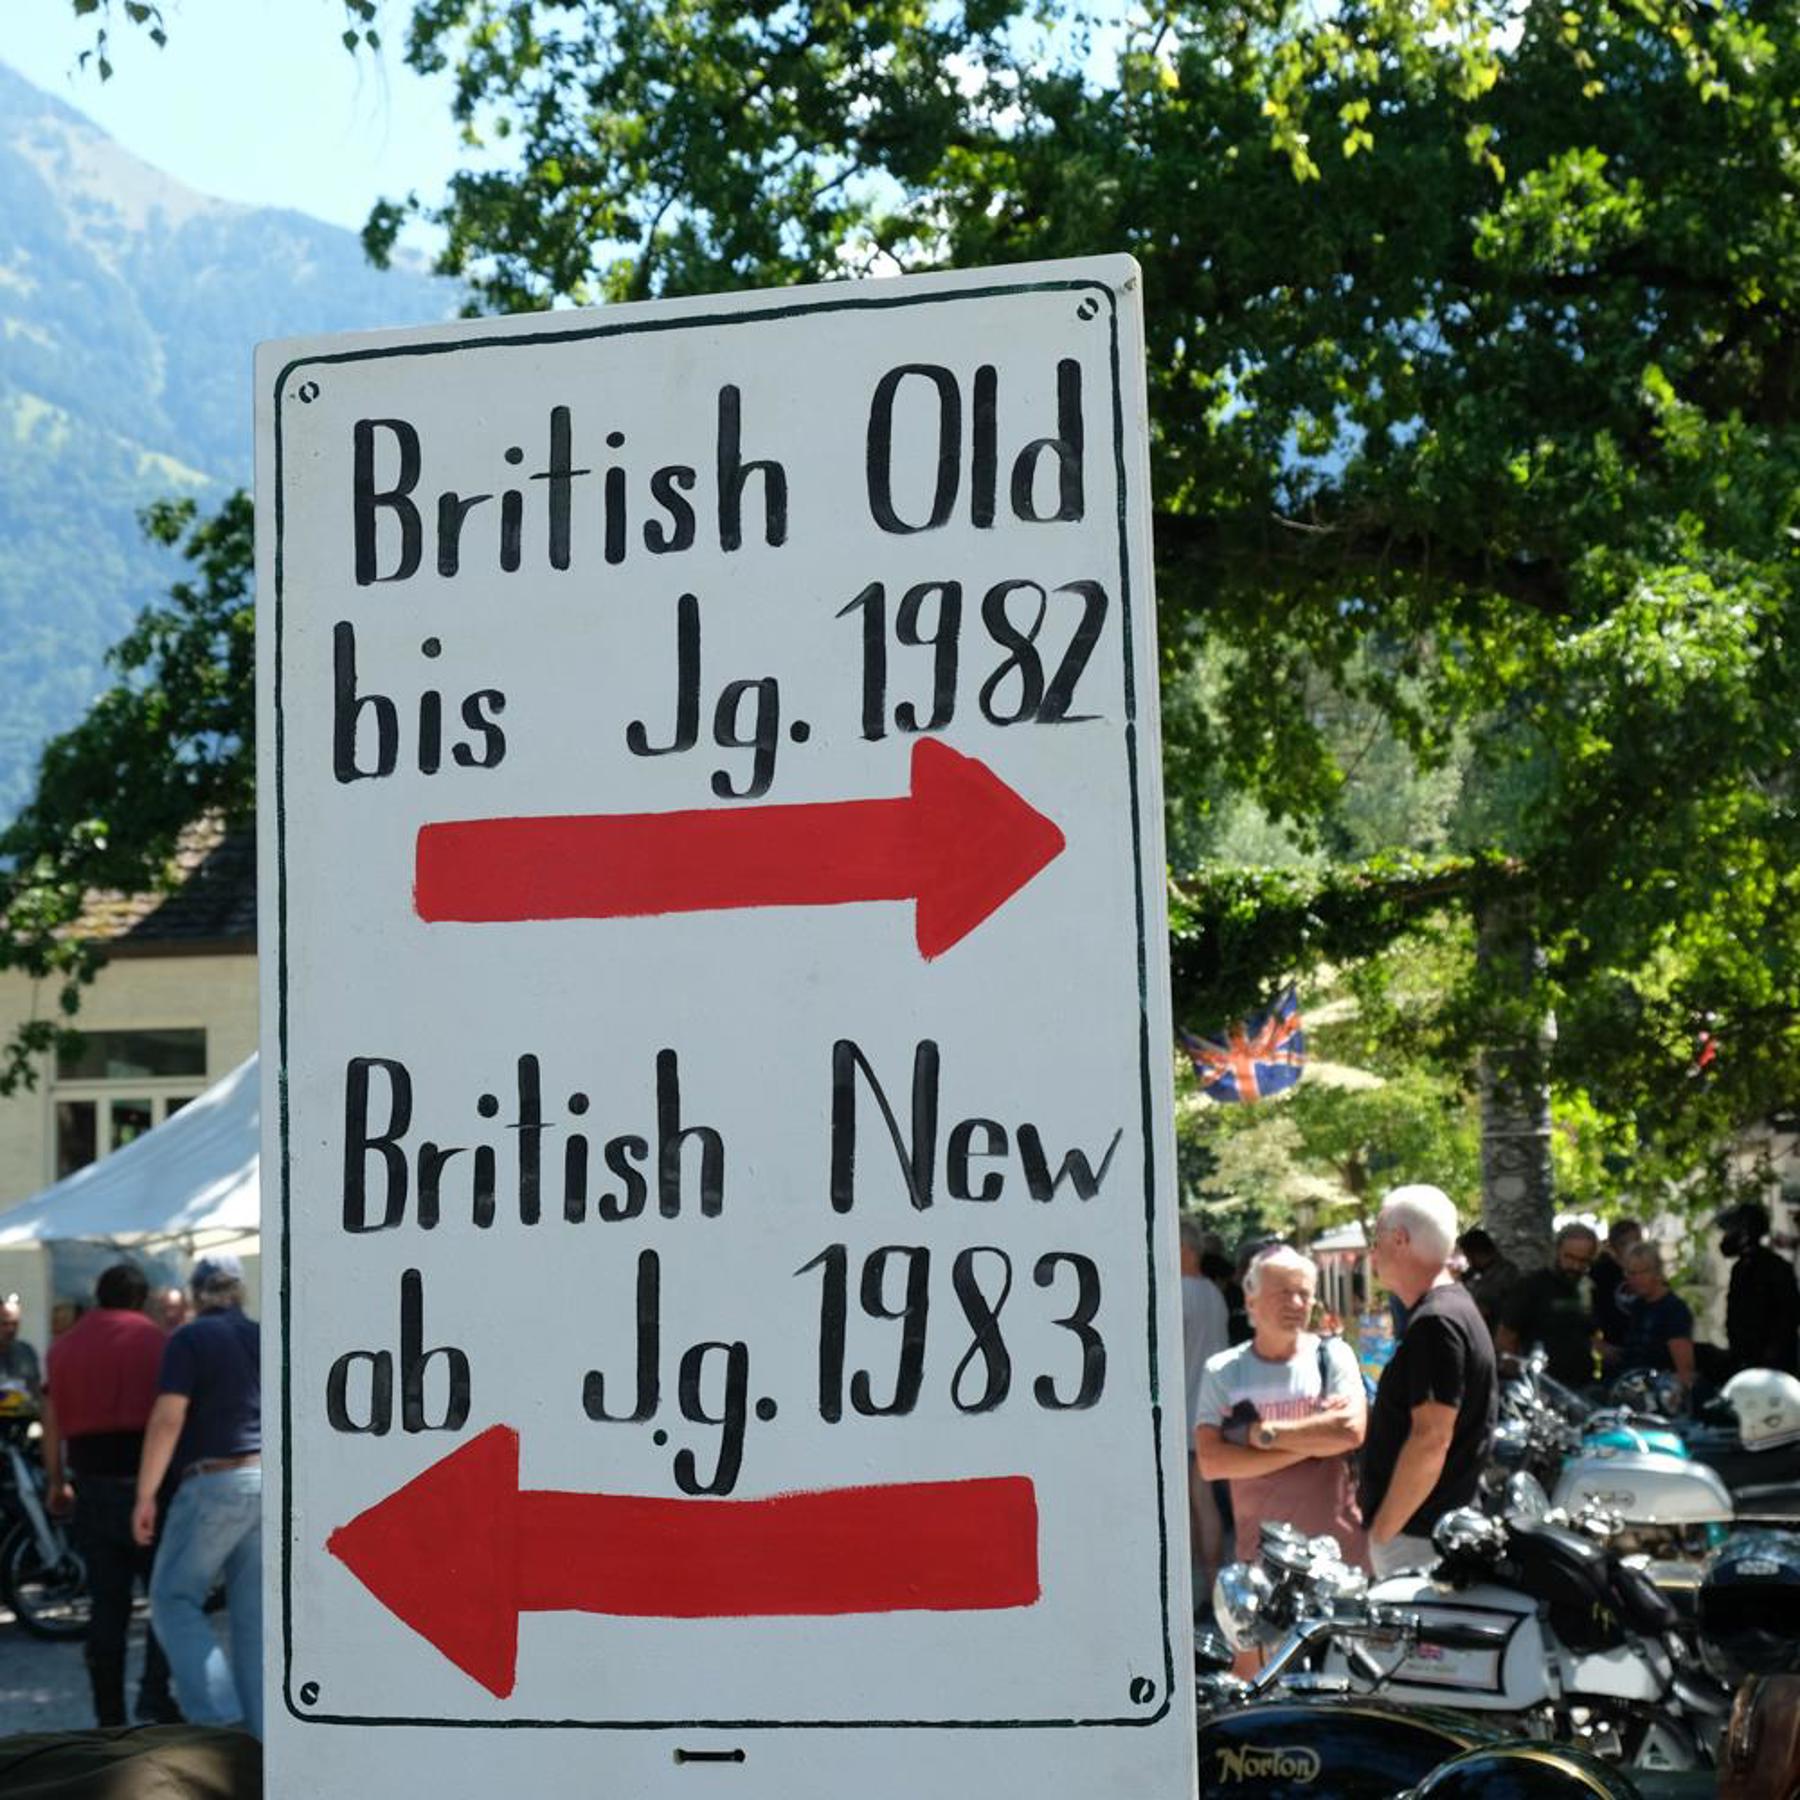 British Old
bis Jg. 1982
British New
ab Jg. 1983
Norton